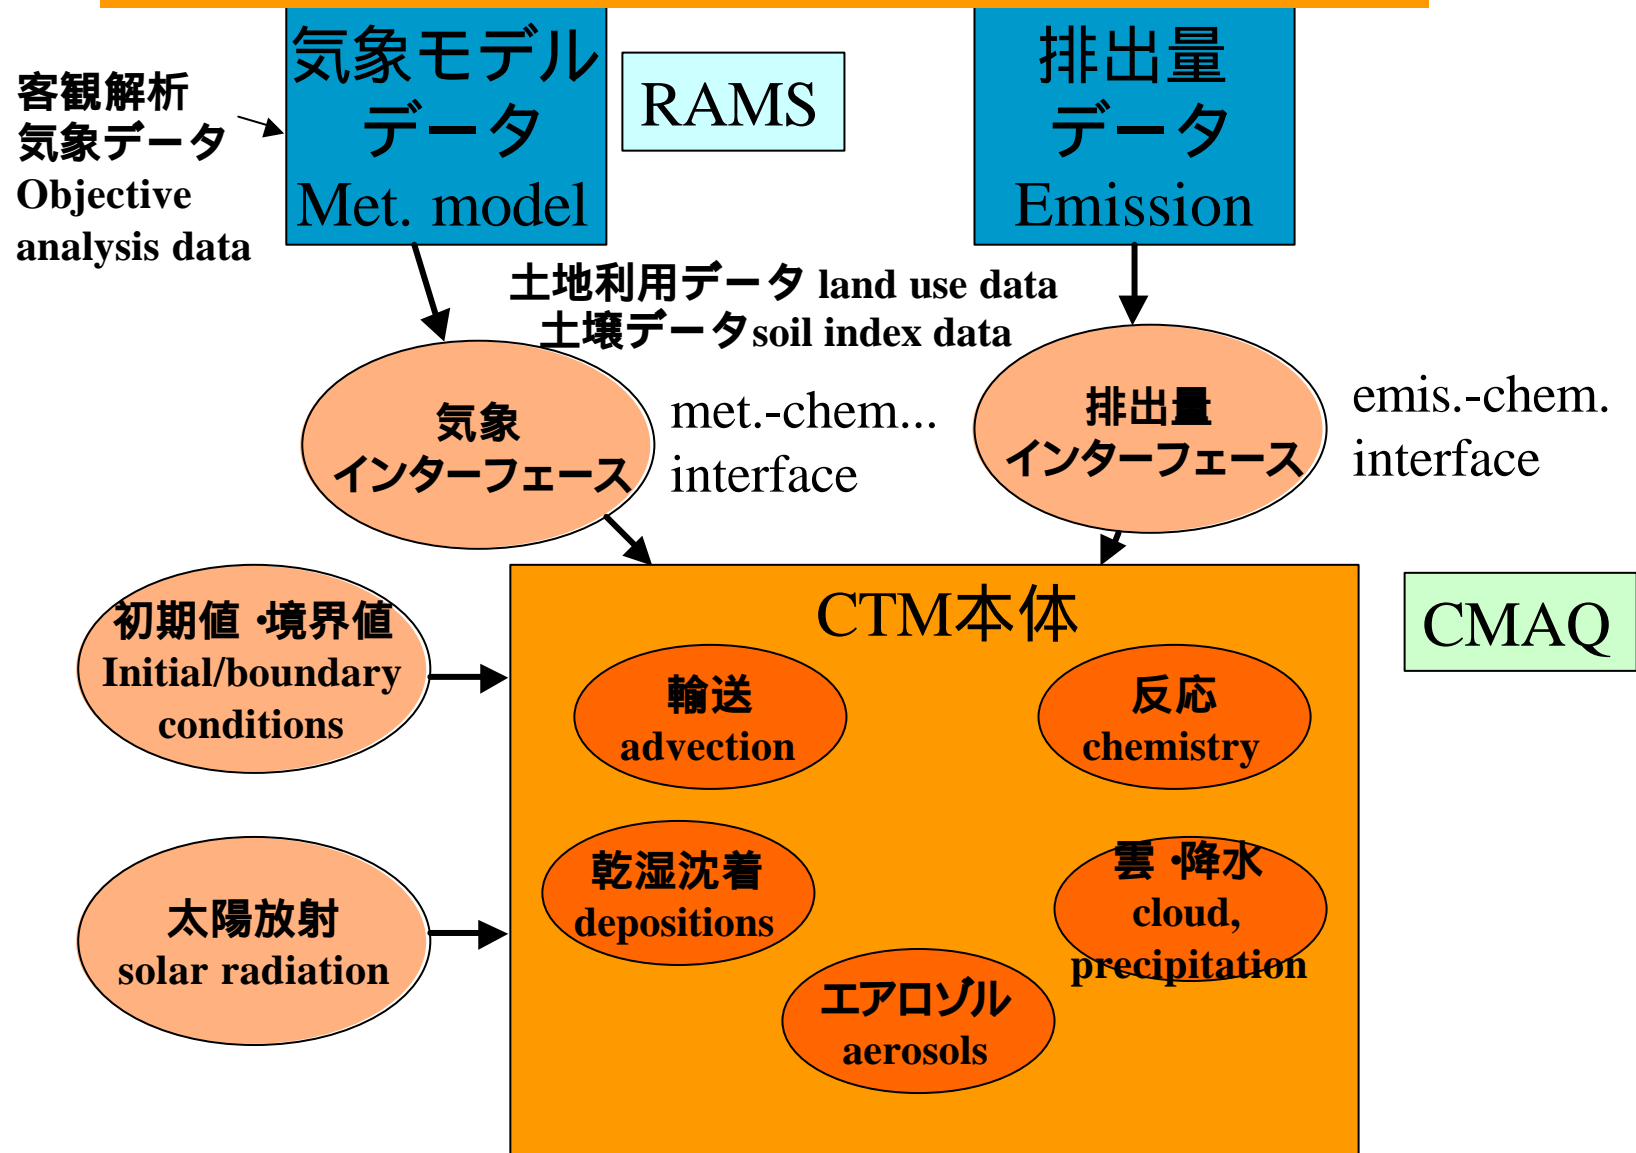 客観解析
気象データ
Objective
analysis data
気象モデル
データ
Met. model
RAMS
排出量
データ
Emission
土地利用データ land use data
土壌データsoil index data
気象
インターフェース
met.-chem...
interface
排出量
インターフェース
emis.-chem.
interface
初期値・境界値
Initial/boundary
conditions
太陽放射
solar radiation
CTM本体
CMAQ
輸送
advection
反応
chemistry
乾湿沈着
depositions
雲・降水
cloud,
precipitation
エアロゾル
aerosols